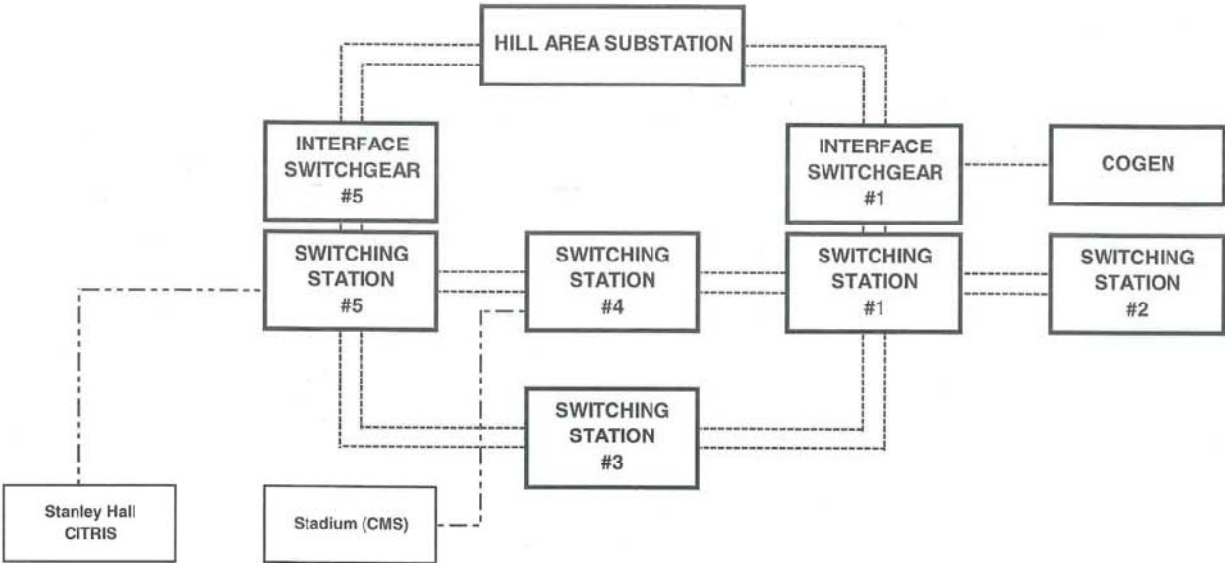 HILL AREA SUBSTATION
INTERFACE
SWITCHGEAR
#5
INTERFACE
SWITCHGEAR
#1
COGEN
SWITCHING
STATION
#5
SWITCHING
STATION
#4
SWITCHING
STATION
#1
SWITCHING
STATION
#2
SWITCHING
STATION
#3
Stanley Hall
CITRIS
Stadium (CMS)